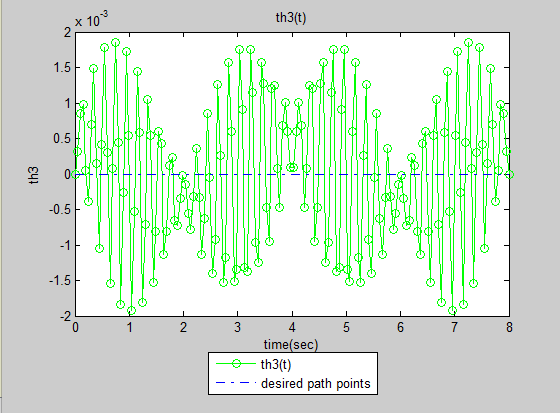 th3(t)
x 10^-3
2
1.5
1
0.5
0
-0.5
-1
-1.5
-2
th3
0 1 2 3 4 5 6 7 8
time(sec)
th3(t)
desired path points